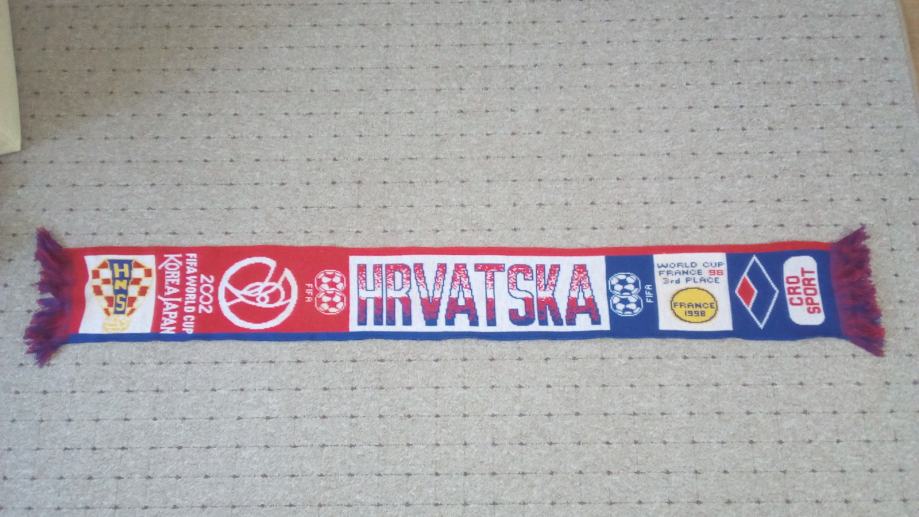 HNS
2002
FIFA WORLD CUP
KOREA JAPAN
FIFA
HRVATSKA
FIFA
WORLD CUP
FRANCE 98
3rd PLACE
FRANCE
1998
CRO
SPORT